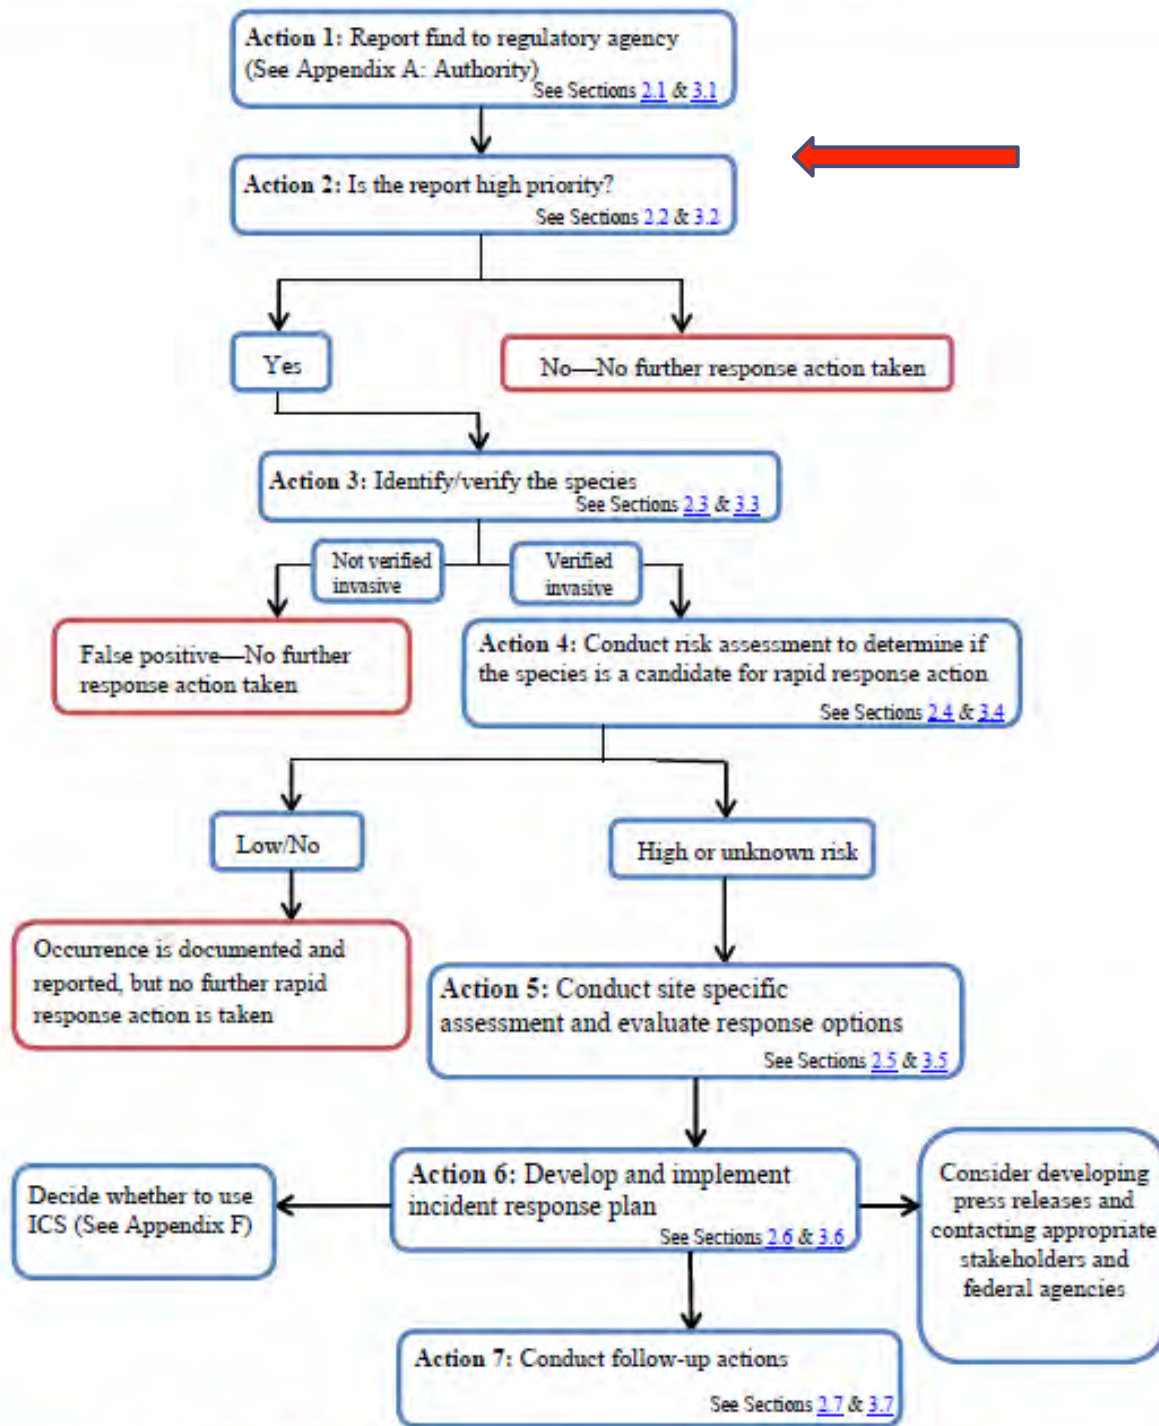 Action 1: Report find to regulatory agency
(See Appendix A: Authority)
See Sections 2.1 & 3.1
Action 2: Is the report high priority?
See Sections 2.2 & 3.2
Yes
No—No further response action taken
Action 3: Identify/verify the species
See Sections 2.3 & 3.3
Not verified
invasive
Verified
invasive
False positive—No further
response action taken
Action 4: Conduct risk assessment to determine if
the species is a candidate for rapid response action
See Sections 2.4 & 3.4
Low/No
High or unknown risk
Occurrence is documented and
reported, but no further rapid
response action is taken
Action 5: Conduct site specific
assessment and evaluate response options
See Sections 2.5 & 3.5
Decide whether to use
ICS (See Appendix F)
Action 6: Develop and implement
incident response plan
See Sections 2.6 & 3.6
Consider developing
press releases and
contacting appropriate
stakeholders and
federal agencies
Action 7: Conduct follow-up actions
See Sections 2.7 & 3.7